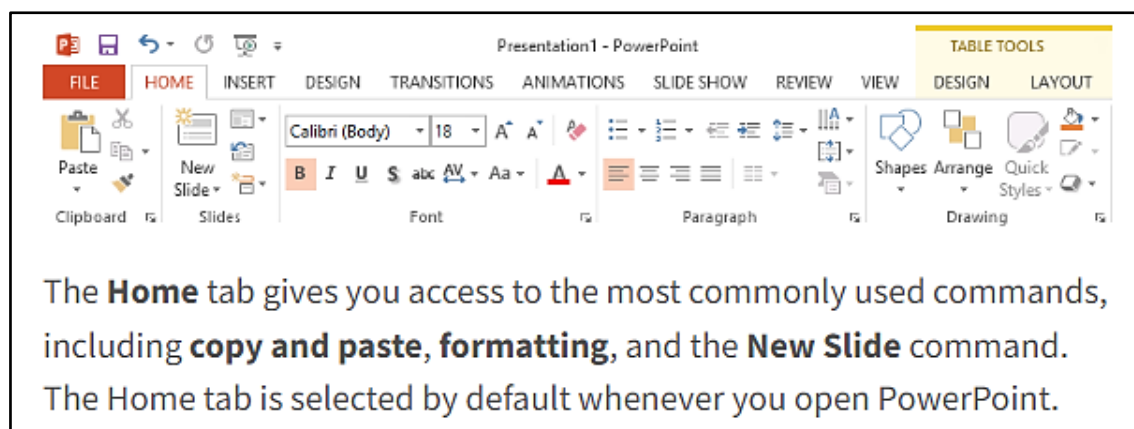 Presentation1 - PowerPoint TABLE TOOLS
FILE HOME INSERT DESIGN TRANSITIONS ANIMATIONS SLIDE SHOW REVIEW VIEW DESIGN LAYOUT
Calibri (Body) 18 A A
Paste New Slide B I U S abc AV Aa A Shapes Arrange Quick Styles
Clipboard Slides Font Paragraph Drawing
The Home tab gives you access to the most commonly used commands,
including copy and paste, formatting, and the New Slide command.
The Home tab is selected by default whenever you open PowerPoint.